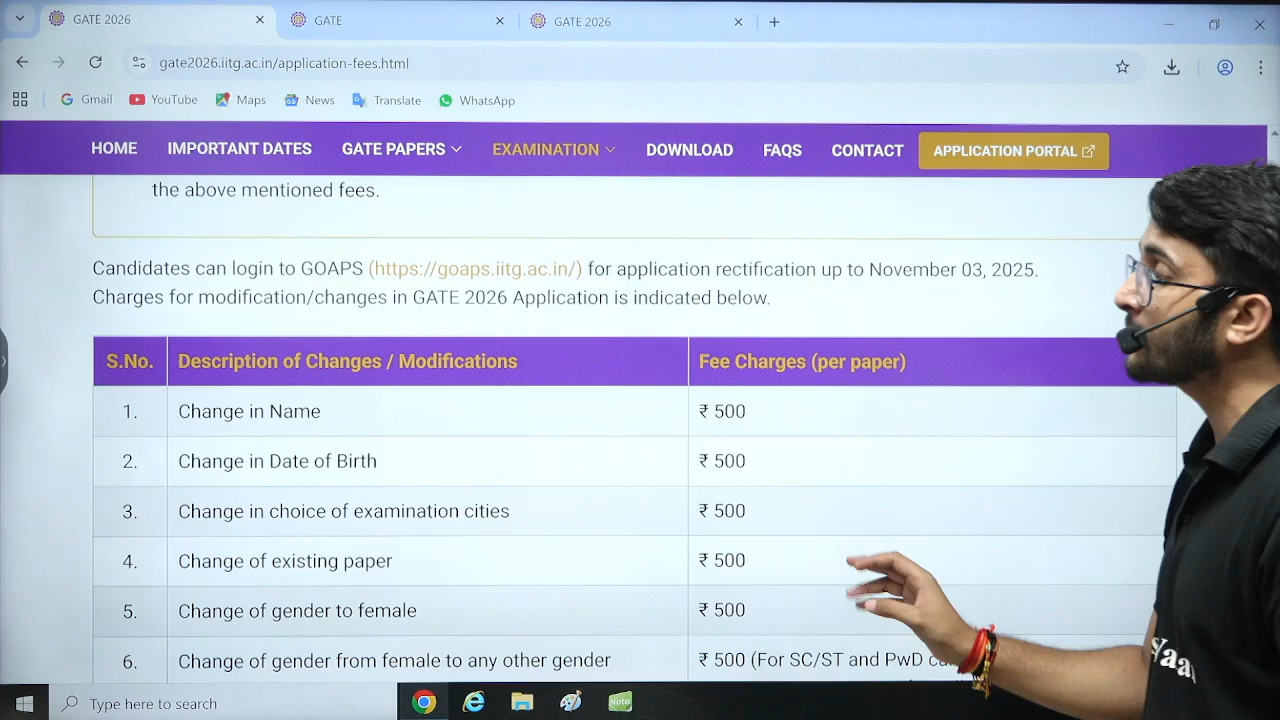 GATE 2026
GATE
GATE 2026
gate2026.iitg.ac.in/application-fees.html
Gmail
YouTube
Maps
News
Translate
WhatsApp
HOME
IMPORTANT DATES
GATE PAPERS
EXAMINATION
DOWNLOAD
FAQS
CONTACT
APPLICATION PORTAL
the above mentioned fees.
Candidates can login to GOAPS (https://goaps.iitg.ac.in/) for application rectification up to November 03, 2025.
Charges for modification/changes in GATE 2026 Application is indicated below.
S.No. Description of Changes / Modifications Fee Charges (per paper)
1. Change in Name ₹ 500
2. Change in Date of Birth ₹ 500
3. Change in choice of examination cities ₹ 500
4. Change of existing paper ₹ 500
5. Change of gender to female ₹ 500
6. Change of gender from female to any other gender ₹ 500 (For SC/ST and PwD
Type here to search
Note